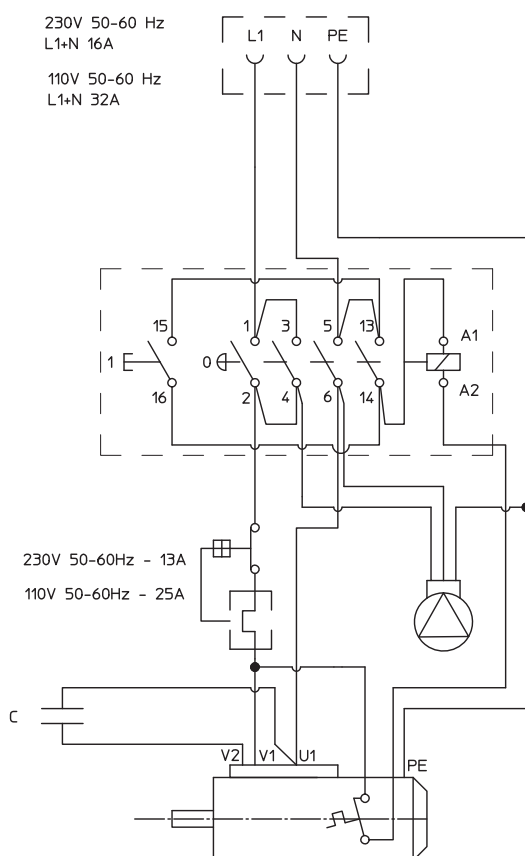 230V 50-60 Hz
L1+N 16A
110V 50-60 Hz
L1+N 32A
L1 N PE
15 1 3 5 13 A1
1 0
16 2 4 6 14 A2
230V 50-60Hz - 13A
110V 50-60Hz - 25A
C
V2 V1 U1 PE